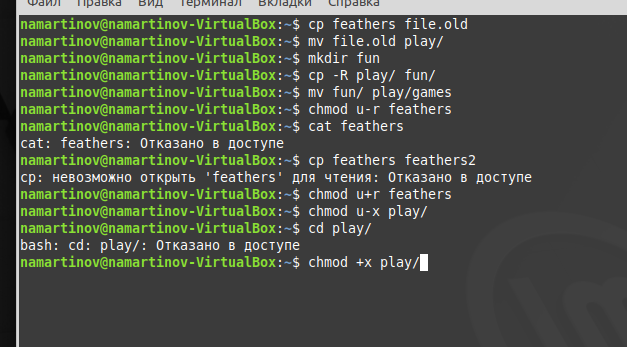 Файл Правка Вид Терминал Вкладки Справка
namartinov@namartinov-VirtualBox:~$ cp feathers file.old
namartinov@namartinov-VirtualBox:~$ mv file.old play/
namartinov@namartinov-VirtualBox:~$ mkdir fun
namartinov@namartinov-VirtualBox:~$ cp -R play/ fun/
namartinov@namartinov-VirtualBox:~$ mv fun/ play/games
namartinov@namartinov-VirtualBox:~$ chmod u-r feathers
namartinov@namartinov-VirtualBox:~$ cat feathers
cat: feathers: Отказано в доступе
namartinov@namartinov-VirtualBox:~$ cp feathers feathers2
cp: невозможно открыть 'feathers' для чтения: Отказано в доступе
namartinov@namartinov-VirtualBox:~$ chmod u+r feathers
namartinov@namartinov-VirtualBox:~$ chmod u-x play/
namartinov@namartinov-VirtualBox:~$ cd play/
bash: cd: play/: Отказано в доступе
namartinov@namartinov-VirtualBox:~$ chmod +x play/